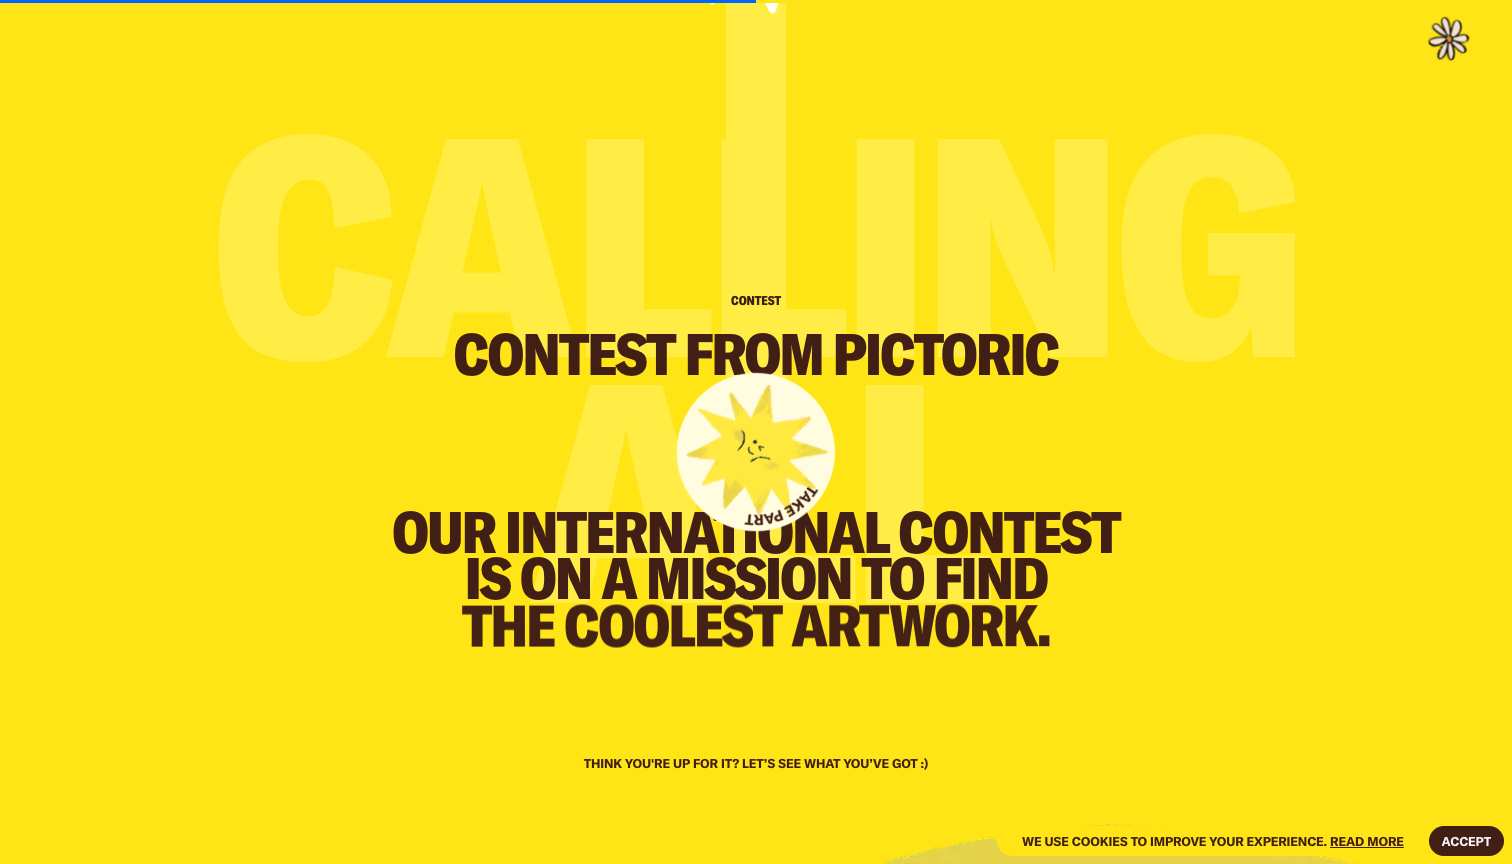 CALLING
CONTEST
CONTEST FROM PICTORIC
ALL
TAKE PART
OUR INTERNATIONAL CONTEST
IS ON A MISSION TO FIND
THE COOLEST ARTWORK.
THINK YOU'RE UP FOR IT? LET'S SEE WHAT YOU'VE GOT :)
WE USE COOKIES TO IMPROVE YOUR EXPERIENCE. READ MORE
ACCEPT